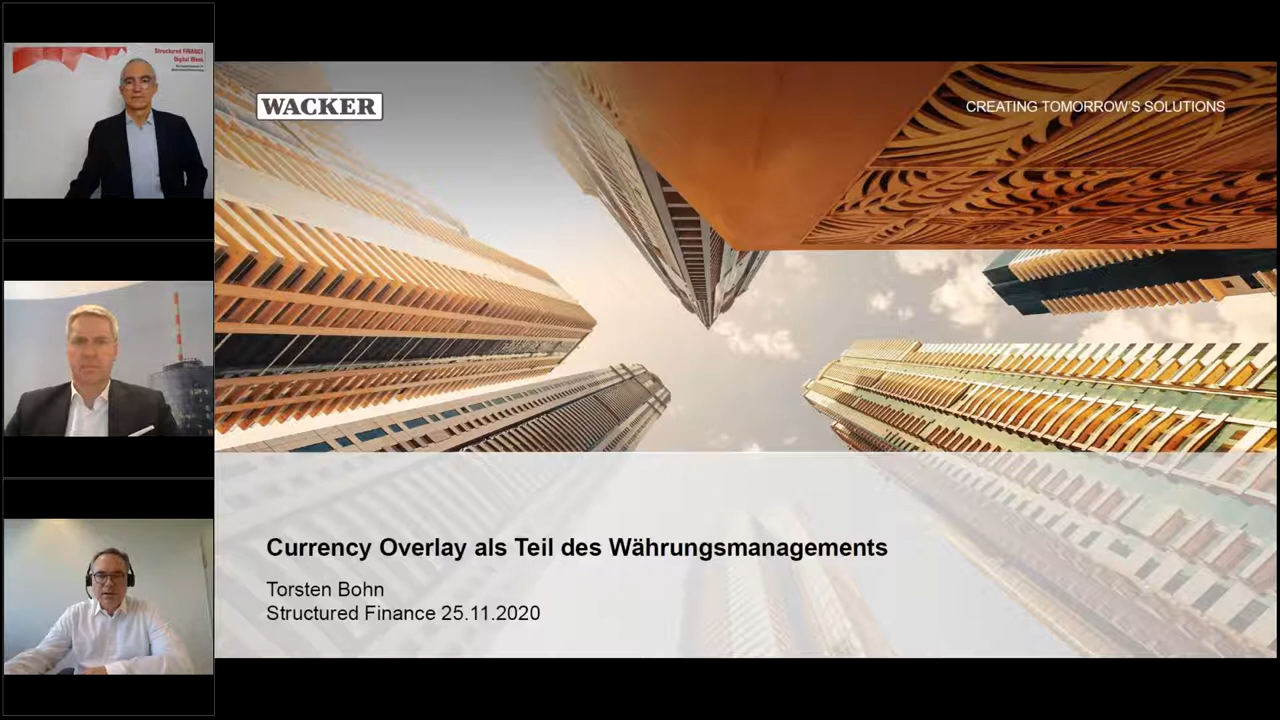 Structured FINANCE
Digital Week
WACKER
CREATING TOMORROW'S SOLUTIONS
Currency Overlay als Teil des Währungsmanagements
Torsten Bohn
Structured Finance 25.11.2020